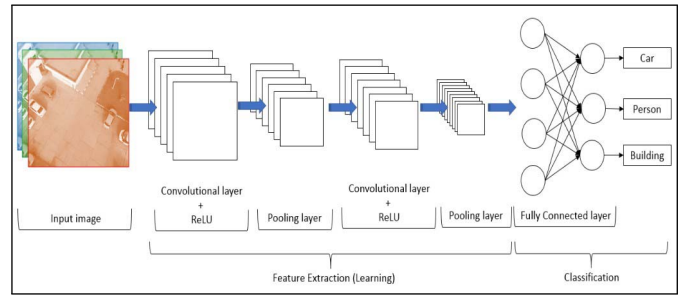 Car
Person
Building
Convolutional layer
+
ReLU
Convolutional layer
+
ReLU
Input image
Pooling layer
Pooling layer
Fully Connected layer
Feature Extraction (Learning)
Classification